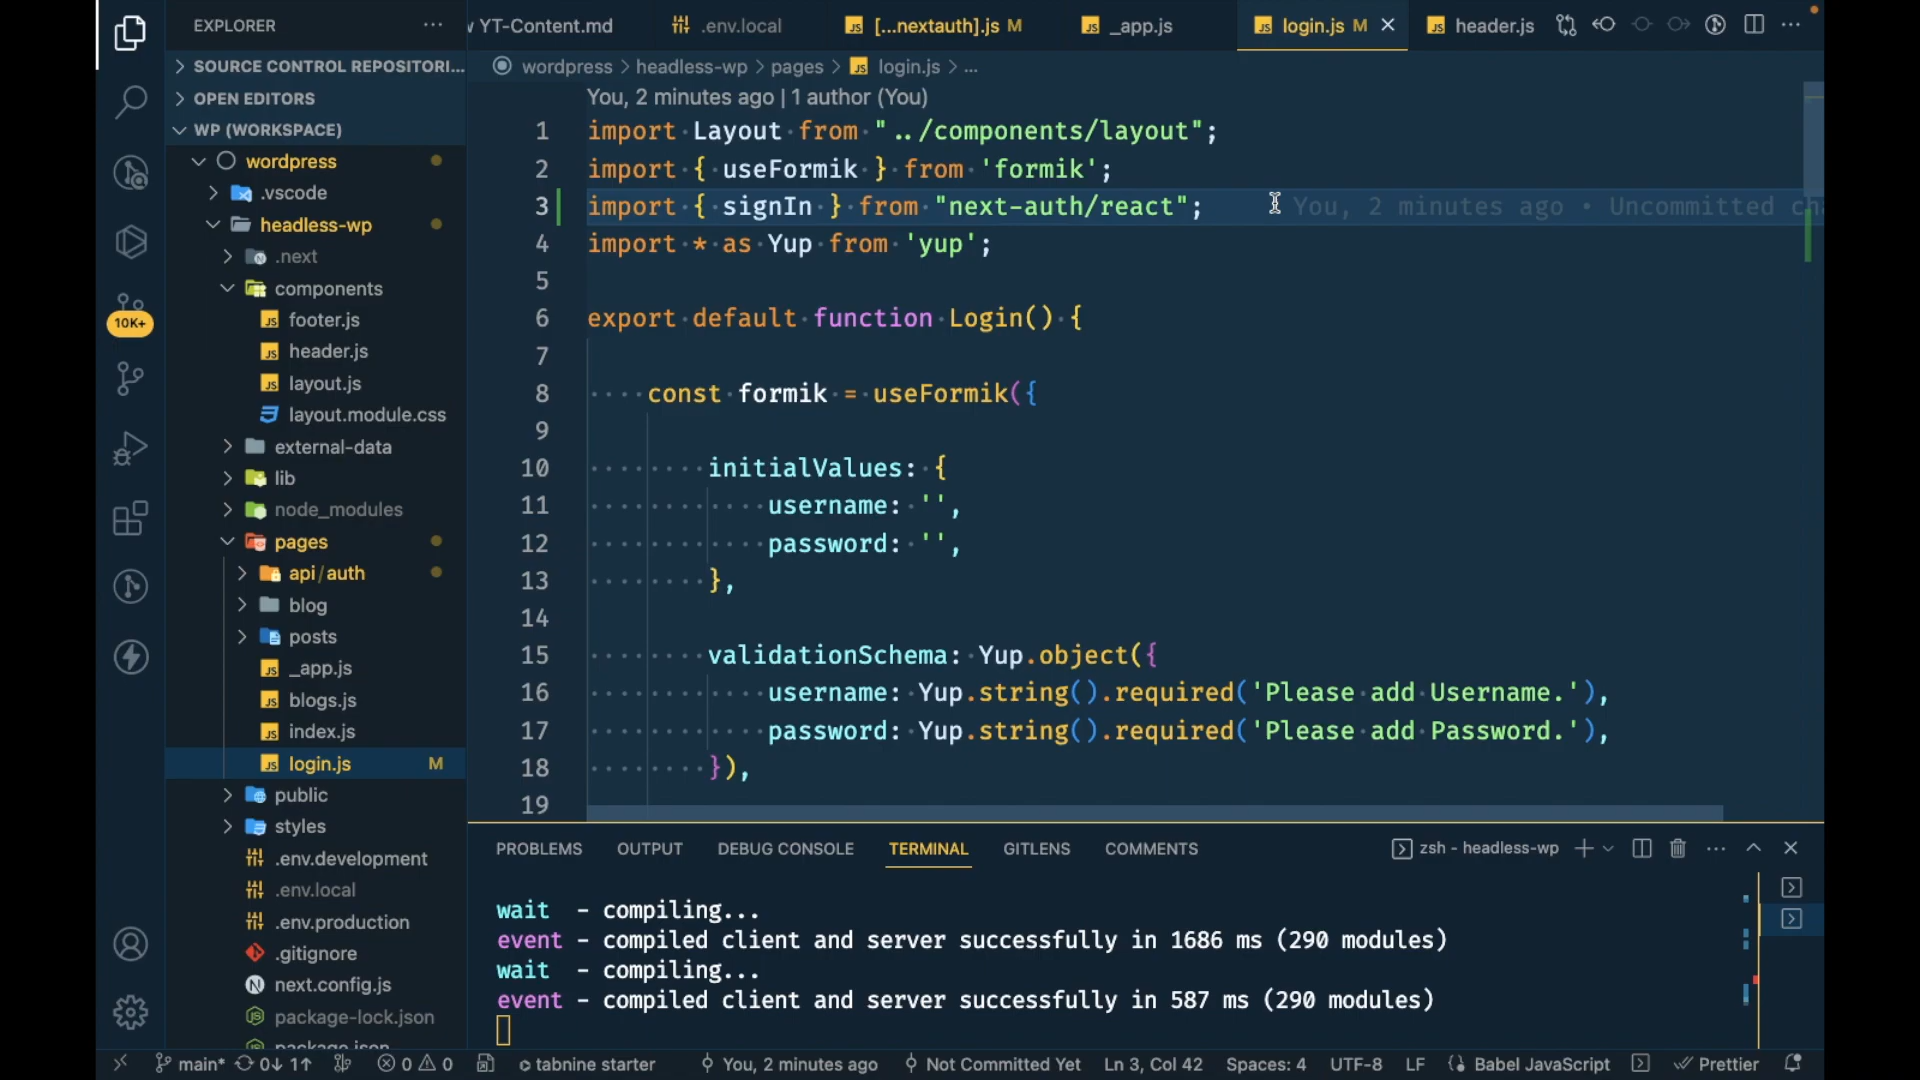 EXPLORER
SOURCE CONTROL REPOSITORI...
OPEN EDITORS
WP (WORKSPACE)
wordpress
.vscode
headless-wp
.next
components
footer.js
header.js
layout.js
layout.module.css
external-data
lib
node_modules
pages
api/auth
blog
posts
_app.js
blogs.js
index.js
login.js M
public
styles
.env.development
.env.local
.env.production
.gitignore
next.config.js
package-lock.json
package.json
10K+
YT-Content.md .env.local [...nextauth].js M _app.js login.js M header.js
wordpress > headless-wp > pages > login.js > ...
You, 2 minutes ago | 1 author (You)
1 import Layout from "../components/layout";
2 import { useFormik } from 'formik';
3 import { signIn } from "next-auth/react"; You, 2 minutes ago • Uncommitted
4 import * as Yup from 'yup';
5
6 export default function Login() {
7
8 const formik = useFormik({
9
10 initialValues: {
11 username: '',
12 password: '',
13 },
14
15 validationSchema: Yup.object({
16 username: Yup.string().required('Please add Username.'),
17 password: Yup.string().required('Please add Password.'),
18 }),
19
PROBLEMS OUTPUT DEBUG CONSOLE TERMINAL GITLENS COMMENTS zsh - headless-wp
wait - compiling...
event - compiled client and server successfully in 1686 ms (290 modules)
wait - compiling...
event - compiled client and server successfully in 587 ms (290 modules)
main* 0↓ 1↑ 0 0 tabnine starter You, 2 minutes ago Not Committed Yet Ln 3, Col 42 Spaces: 4 UTF-8 LF Babel JavaScript Prettier